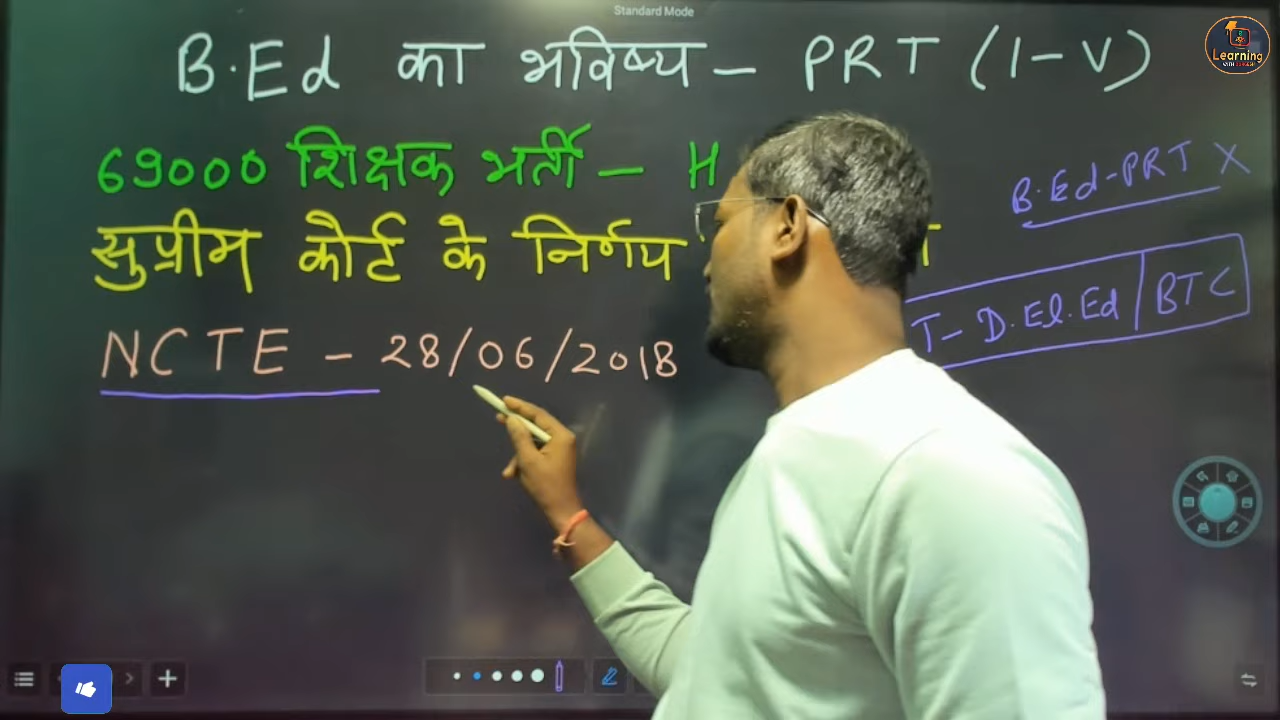 Standard Mode
B.Ed का भविष्य – PRT (I-V)
69000 शिक्षक भर्ती – H
B.Ed-PRT X
सुप्रीम कोर्ट के निर्णय
T- D.El.Ed | BTC
NCTE – 28/06/2018
Learning